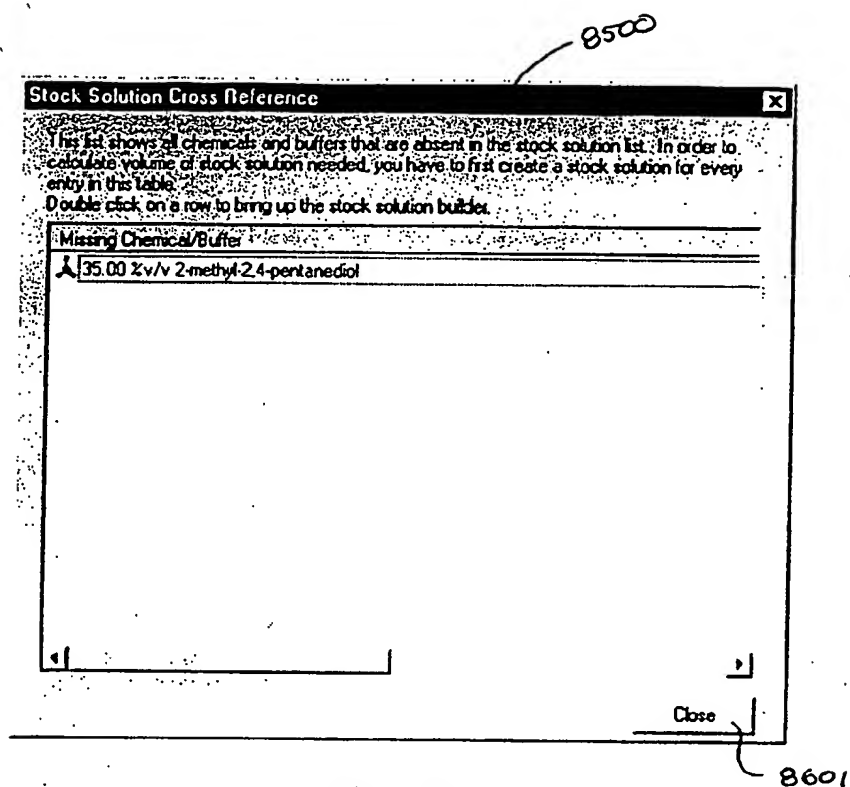 8500
Stock Solution Cross Reference
This list shows all chemicals and buffers that are absent in the stock solution list. In order to
calculate volume of stock solution needed, you have to first create a stock solution for every
entry in this table.
Double click on a row to bring up the stock solution builder.
Missing Chemical/Buffer
35.00 %v/v 2-methyl-2,4-pentanediol
Close
8601